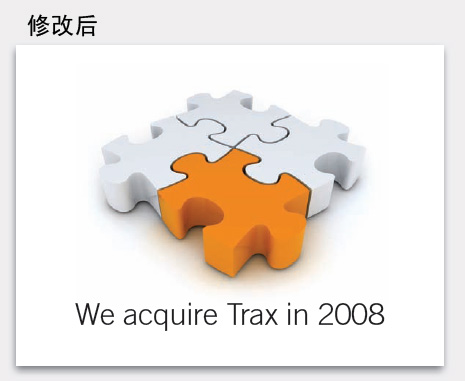 修改后
We acquire Trax in 2008